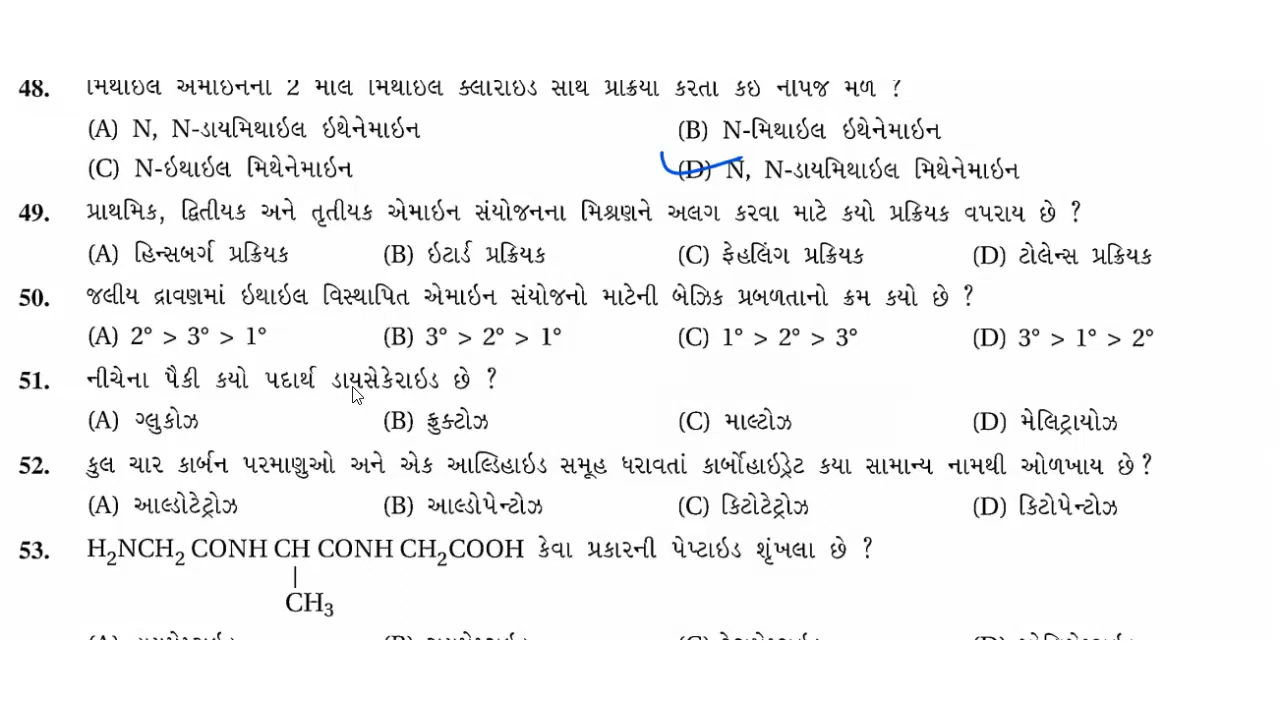 48. મિથાઇલ એમાઇનના 2 મોલ મિથાઇલ ક્લોરાઇડ સાથે પ્રક્રિયા કરતા કઇ નીપજ મળે ?
(A) N, N-ડાયમિથાઇલ ઇથેનેમાઇન (B) N-મિથાઇલ ઇથેનેમાઇન
(C) N-ઇથાઇલ મિથેનેમાઇન (D) N, N-ડાયમિથાઇલ મિથેનેમાઇન
49. પ્રાથમિક, દ્વિતીયક અને તૃતીયક એમાઇન સંયોજનના મિશ્રણને અલગ કરવા માટે કયો પ્રક્રિયક વપરાય છે ?
(A) હિન્સબર્ગ પ્રક્રિયક (B) ઇટાર્ડ પ્રક્રિયક (C) ફેહલિંગ પ્રક્રિયક (D) ટોલેન્સ પ્રક્રિયક
50. જલીય દ્રાવણમાં ઇથાઇલ વિસ્થાપિત એમાઇન સંયોજનો માટેની બેઝિક પ્રબળતાનો ક્રમ કયો છે ?
(A) 2° > 3° > 1° (B) 3° > 2° > 1° (C) 1° > 2° > 3° (D) 3° > 1° > 2°
51. નીચેના પૈકી કયો પદાર્થ ડાયસેકેરાઇડ છે ?
(A) ગ્લુકોઝ (B) ફ્રુક્ટોઝ (C) માલ્ટોઝ (D) મેલિટ્રાયોઝ
52. કુલ ચાર કાર્બન પરમાણુઓ અને એક આલ્ડિહાઇડ સમૂહ ધરાવતાં કાર્બોહાઇડ્રેટ કયા સામાન્ય નામથી ઓળખાય છે ?
(A) આલ્ડોટેટ્રોઝ (B) આલ્ડોપેન્ટોઝ (C) કિટોટેટ્રોઝ (D) કિટોપેન્ટોઝ
53. H₂NCH₂ CONH CH CONH CH₂COOH કેવા પ્રકારની પેપ્ટાઇડ શૃંખલા છે ?
|
CH₃